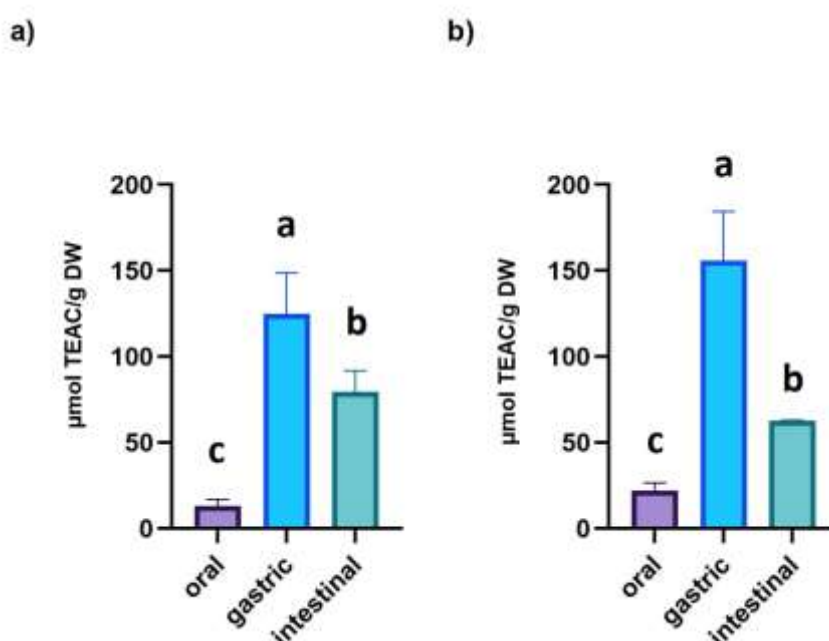 a)
μmol TEAC/g DW
200
150
100
50
0
a
b
c
oral
gastric
intestinal
b)
μmol TEAC/g DW
200
150
100
50
0
a
b
c
oral
gastric
intestinal